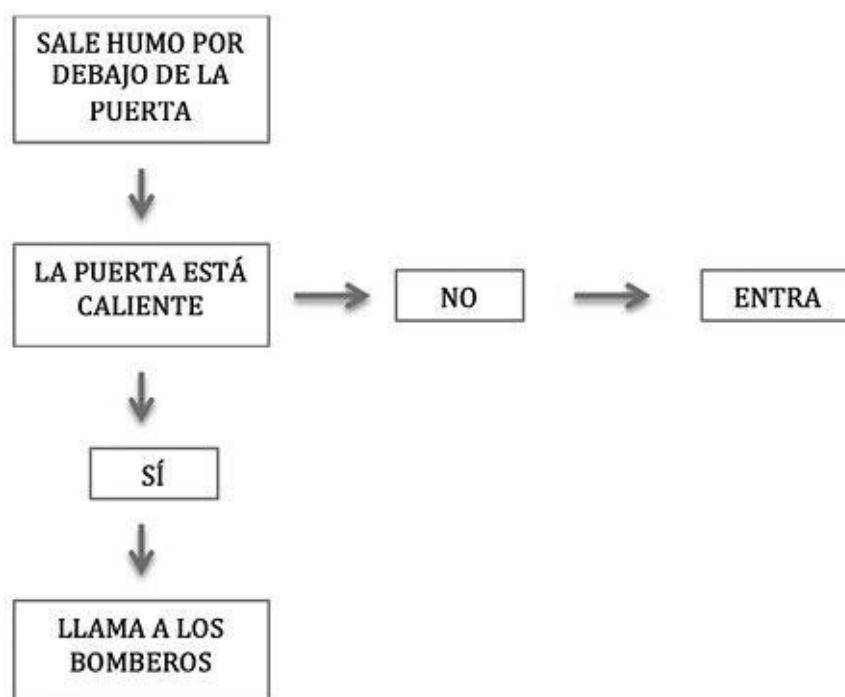 SALE HUMO POR
DEBAJO DE LA
PUERTA
LA PUERTA ESTÁ
CALIENTE
NO
ENTRA
SÍ
LLAMA A LOS
BOMBEROS